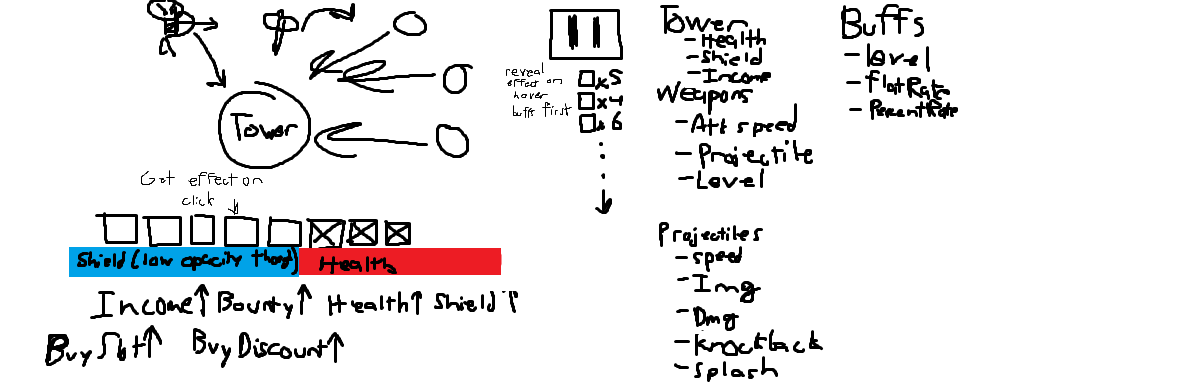 Tower
Got effect on
click
Shield (low opacity though)
Health
Income↑ Bounty↑ Health↑ Shield↑
Buy Slot↑ Buy Discount↑
reveal
effect on
hover
buffs first
x5
x4
x6
Tower
- Health
- Shield
- Income
Weapons
- Att speed
- Projectile
- Level
Projectiles
- speed
- Img
- Dmg
- knockback
- splash
Buffs
- level
- flatRate
- PercentRate